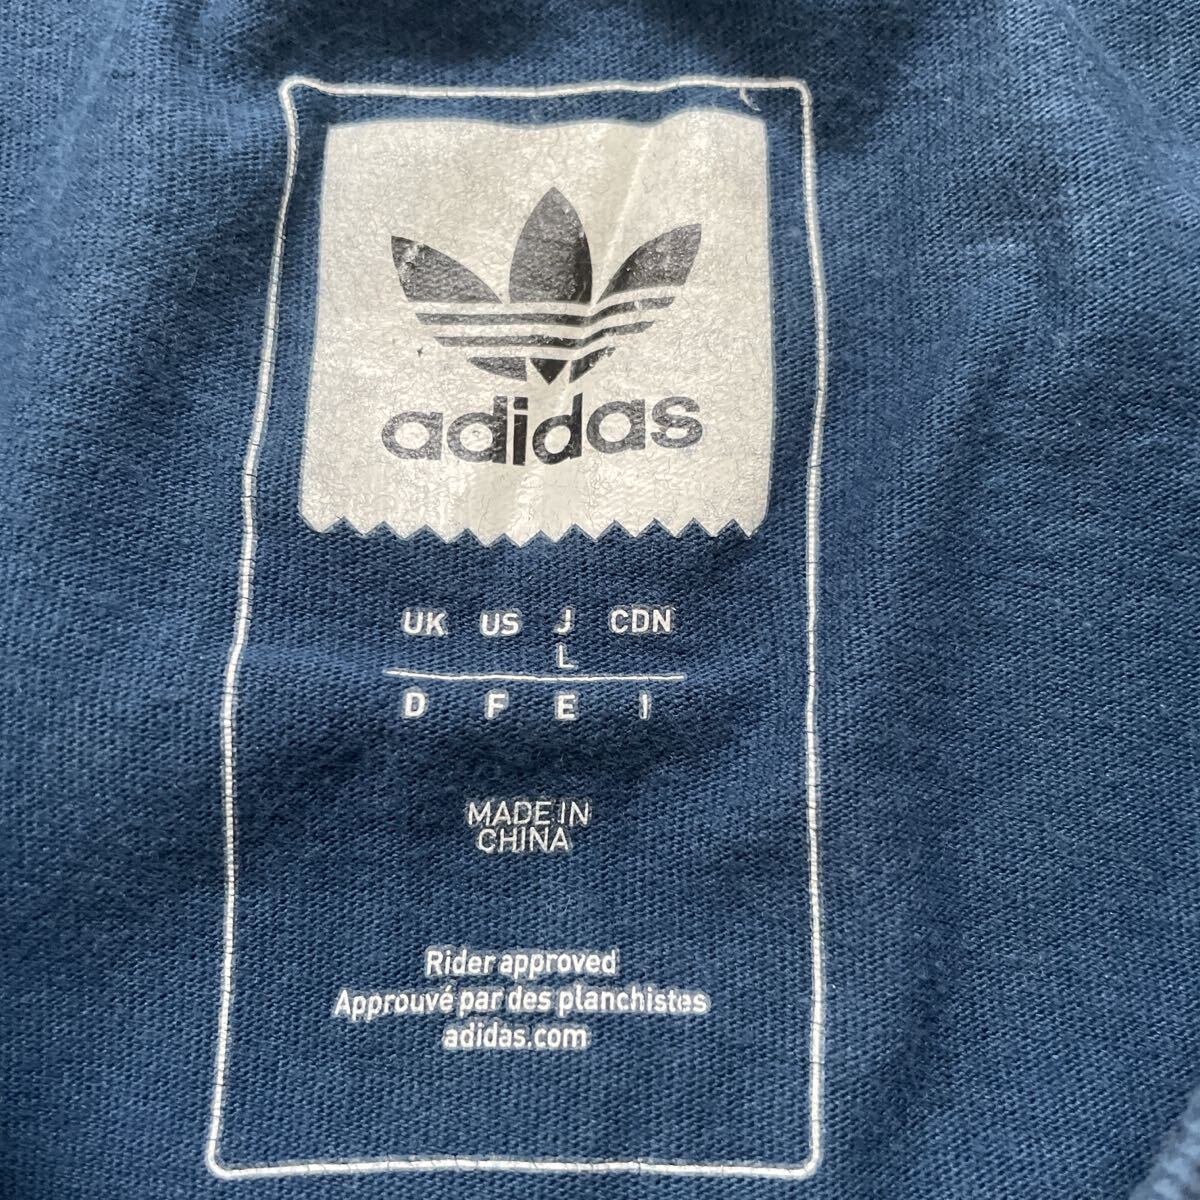 adidas
UK US J CDN
L
D F E I
MADE IN
CHINA
Rider approved
Approuvé par des planchistes
adidas.com